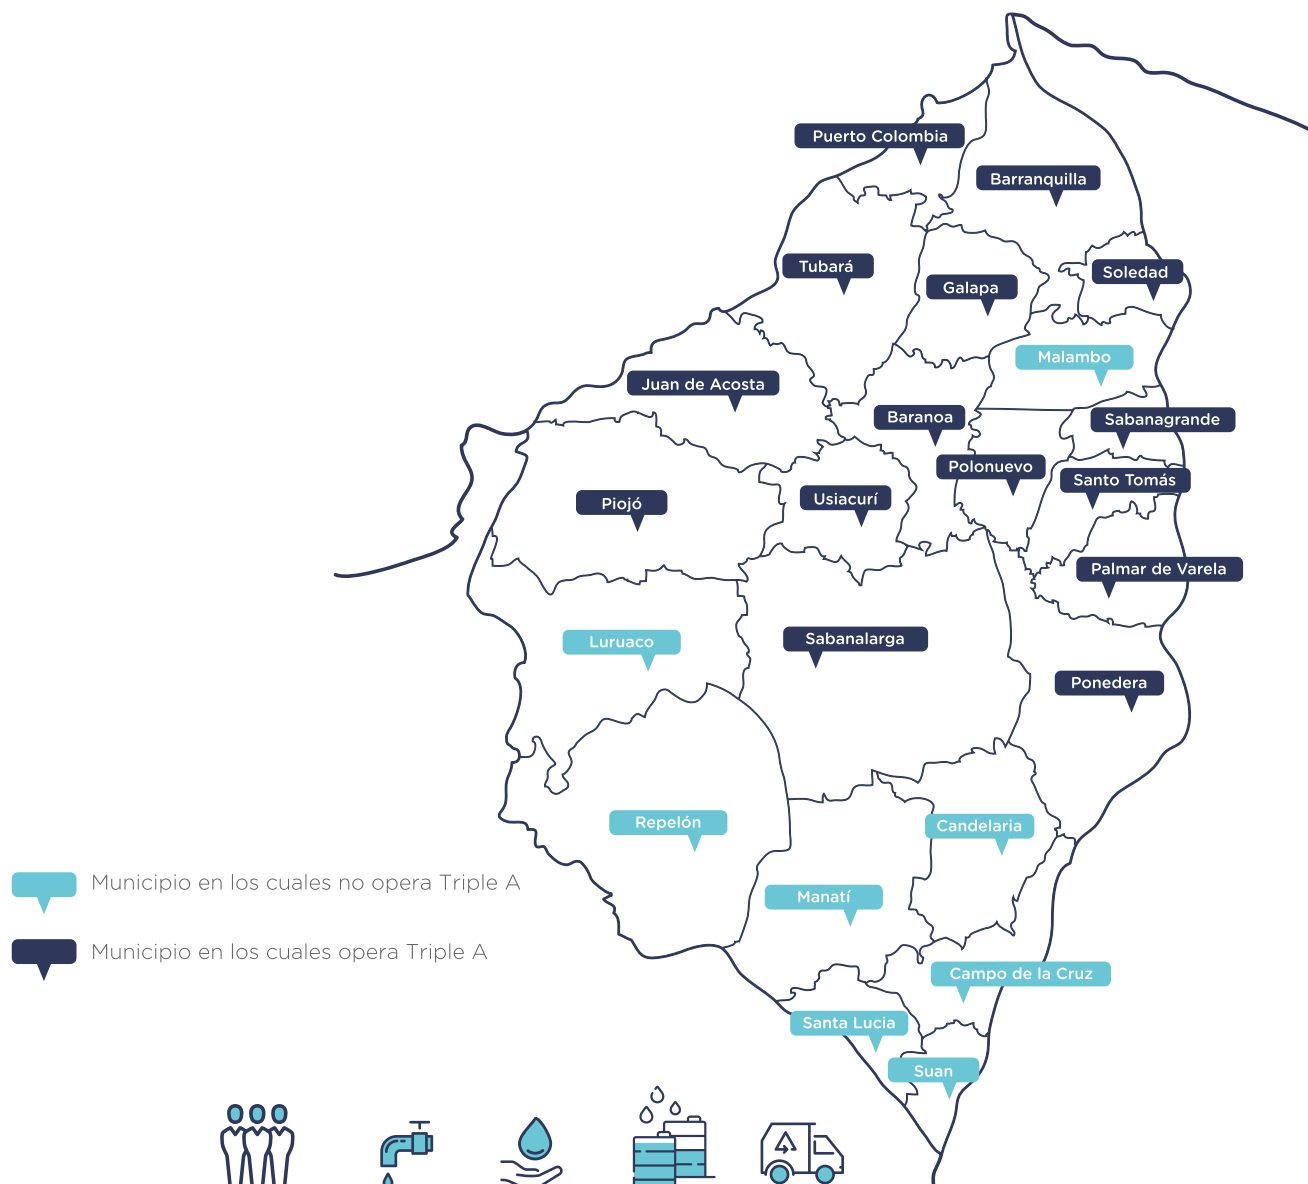 Puerto Colombia
Barranquilla
Tubará
Soledad
Galapa
Malambo
Juan de Acosta
Baranoa
Sabanagrande
Polonuevo
Santo Tomás
Usiacurí
Piojó
Palmar de Varela
Sabanalarga
Luruaco
Ponedera
Repelón
Candelaria
Municipio en los cuales no opera Triple A
Manatí
Municipio en los cuales opera Triple A
Campo de la Cruz
Santa Lucia
Suan